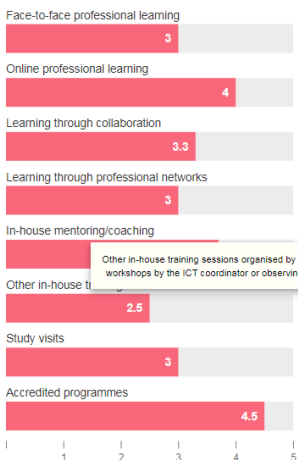 Face-to-face professional learning
3
Online professional learning
4
Learning through collaboration
3.3
Learning through professional networks
3
In-house mentoring/coaching
Other in-house training sessions organised by
workshops by the ICT coordinator or observin
Other in-house
2.5
Study visits
3
Accredited programmes
4.5
1 2 3 4 5